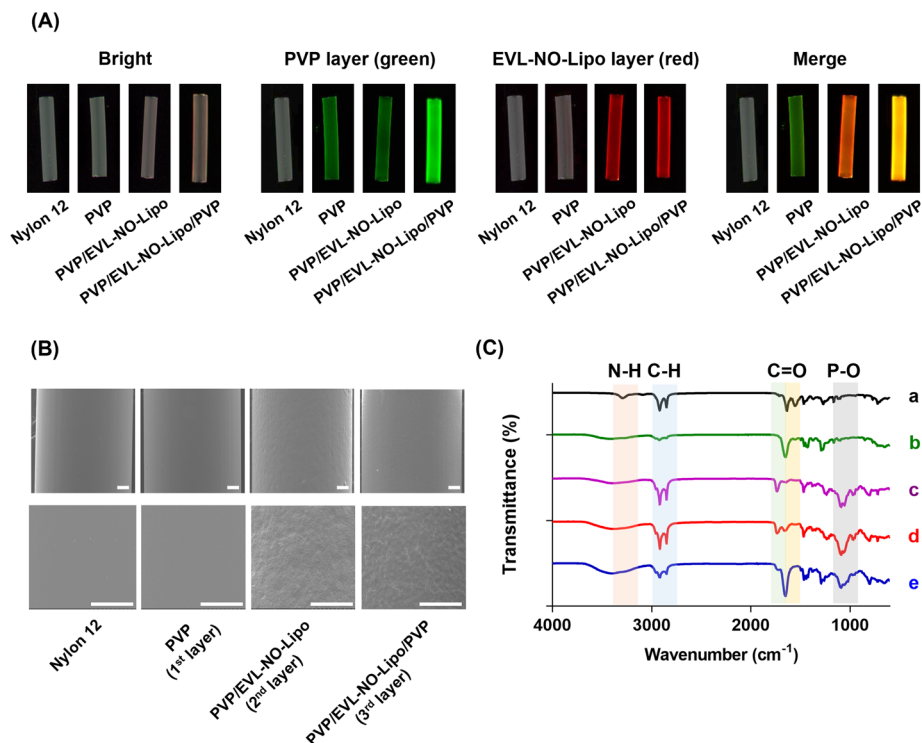 (A)
Bright
PVP layer (green)
EVL-NO-Lipo layer (red)
Merge
Nylon 12
PVP
PVP/EVL-NO-Lipo
PVP/EVL-NO-Lipo/PVP
Nylon 12
PVP
PVP/EVL-NO-Lipo
PVP/EVL-NO-Lipo/PVP
Nylon 12
PVP
PVP/EVL-NO-Lipo
PVP/EVL-NO-Lipo/PVP
Nylon 12
PVP
PVP/EVL-NO-Lipo
PVP/EVL-NO-Lipo/PVP
(B)
Nylon 12
PVP
(1st layer)
PVP/EVL-NO-Lipo
(2nd layer)
PVP/EVL-NO-Lipo/PVP
(3rd layer)
(C)
N-H C-H C=O P-O
a
b
c
d
e
Transmittance (%)
4000 3000 2000 1000
Wavenumber (cm-1)